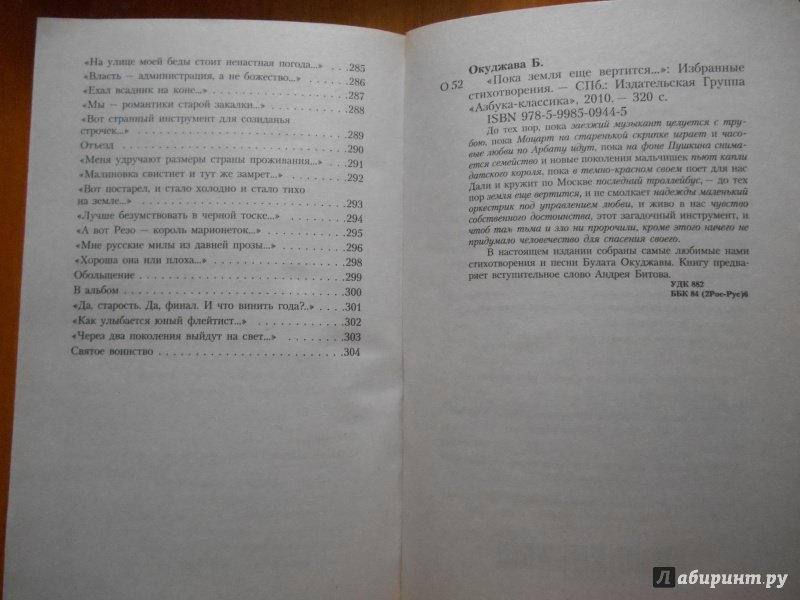 «На улице моей беды стоит ненастная погода...» . . .285
«Власть — администрация, а не божество...» . . . . . .286
«Ехал всадник на коне...» . . . . . . . . . . . . . . .287
«Мы — романтики старой закалки...» . . . . . . . . . . .288
«Вот странный инструмент для созиданья
строчек...» . . . . . . . . . . . . . . . . . . . . . .289
Отъезд . . . . . . . . . . . . . . . . . . . . . . . . 290
«Меня удручают размеры страны проживания...» . . . .291
«Малиновка свистнет и тут же замрет...» . . . . . . . 292
«Вот постарел, и стало холодно и стало тихо
на земле...» . . . . . . . . . . . . . . . . . . . . . 293
«Лучше безумствовать в черной тоске...» . . . . . . . 294
«А вот Резо — король марионеток...» . . . . . . . . . 295
«Мне русские милы из давней прозы...» . . . . . . . . .296
«Хороша она или плоха...» . . . . . . . . . . . . . . .298
Обольщение . . . . . . . . . . . . . . . . . . . . . . 299
В альбом . . . . . . . . . . . . . . . . . . . . . . . 300
«Да, старость. Да, финал. И что винить года?..» . . . .301
«Как улыбается юный флейтист...» . . . . . . . . . . . 302
«Через два поколения выйдут на свет...» . . . . . . . .303
Святое воинство . . . . . . . . . . . . . . . . . . . .304
Окуджава Б.
О 52 «Пока земля еще вертится...»: Избранные
стихотворения. — СПб.: Издательская Группа
«Азбука-классика», 2010. — 320 с.
ISBN 978-5-9985-0944-5
До тех пор, пока заезжий музыкант целуется с тру-
бою, пока Моцарт на старенькой скрипке играет и часо-
вые любви по Арбату идут, пока на фоне Пушкина снима-
ется семейство и новые поколения мальчишек пьют капли
датского короля, пока в темно-красном своем поет для нас
Дали и кружит по Москве последний троллейбус, — до тех
пор земля еще вертится, и не смолкает надежды маленький
оркестрик под управлением любви, и живо в нас чувство
собственного достоинства, этот загадочный инструмент, и
чтоб там тьма и зло ни пророчили, кроме этого ничего не
придумало человечество для спасения своего.
В настоящем издании собраны самые любимые нами
стихотворения и песни Булата Окуджавы. Книгу предва-
ряет вступительное слово Андрея Битова.
УДК 882
ББК 84 (2Рос-Рус)6
Лабиринт.ру